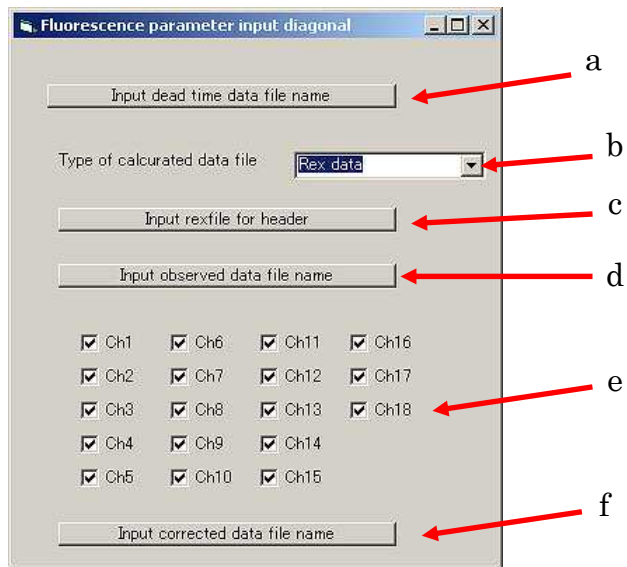 Fluorescence parameter input diagonal
a
Input dead time data file name
b
Type of calcurated data file
Rex data
c
Input rexfile for header
d
Input observed data file name
Ch1 Ch6 Ch11 Ch16
Ch2 Ch7 Ch12 Ch17
e
Ch3 Ch8 Ch13 Ch18
Ch4 Ch9 Ch14
Ch5 Ch10 Ch15
f
Input corrected data file name